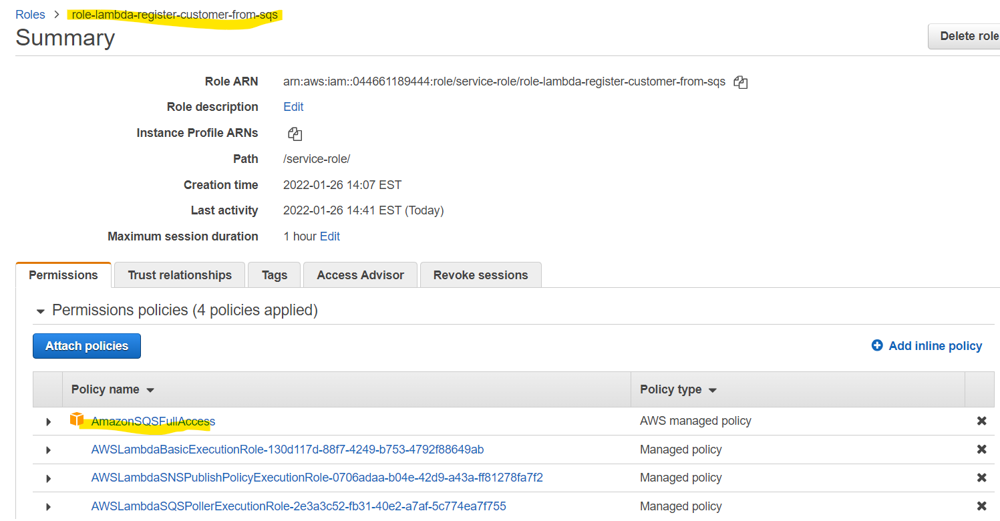 Roles > role-lambda-register-customer-from-sqs
Summary
Delete role
Role ARN arn:aws:iam::044661189444:role/service-role/role-lambda-register-customer-from-sqs
Role description Edit
Instance Profile ARNs
Path /service-role/
Creation time 2022-01-26 14:07 EST
Last activity 2022-01-26 14:41 EST (Today)
Maximum session duration 1 hour Edit
Permissions Trust relationships Tags Access Advisor Revoke sessions
Permissions policies (4 policies applied)
Attach policies Add inline policy
Policy name Policy type
AmazonSQSFullAccess AWS managed policy
AWSLambdaBasicExecutionRole-130d117d-88f7-4249-b753-4792f88649ab Managed policy
AWSLambdaSNSPublishPolicyExecutionRole-0706adaa-b04e-42d9-a43a-ff81278fa7f2 Managed policy
AWSLambdaSQSPollerExecutionRole-2e3a3c52-fb31-40e2-a7af-5c774ea7f755 Managed policy